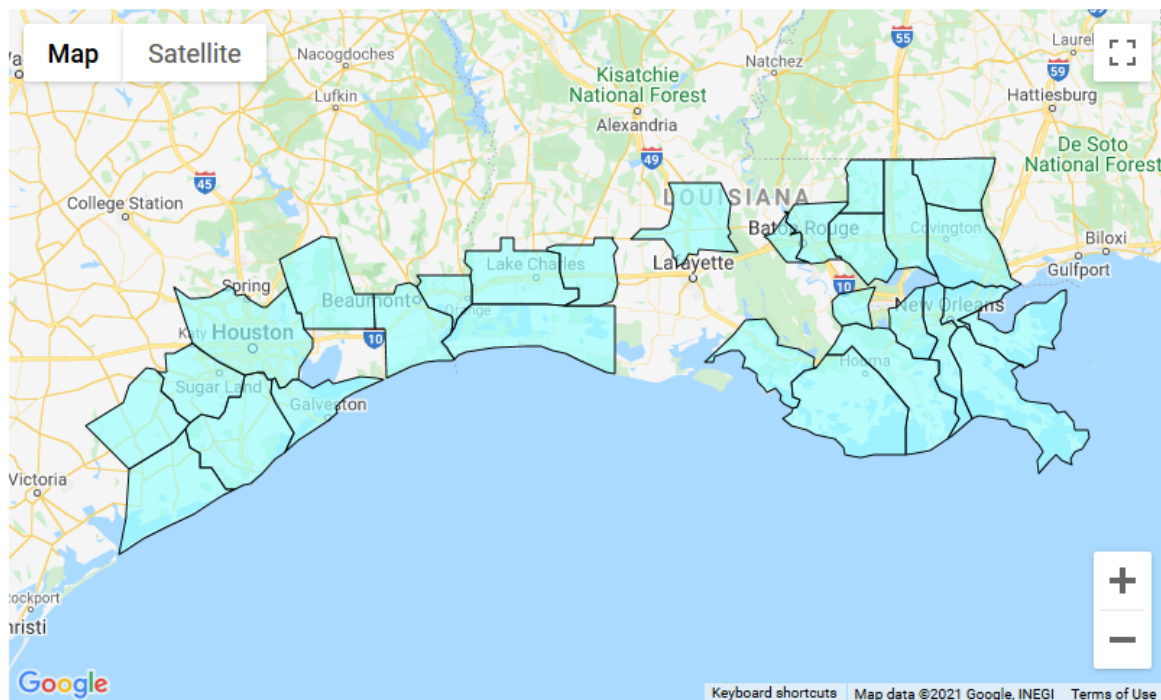 Map
Satellite
Nacogdoches
Lufkin
Kisatchie
National Forest
Alexandria
Natchez
55
Laurel
59
Hattiesburg
De Soto
National Forest
45
49
College Station
LOUISIANA
Baton Rouge
Covington
Biloxi
Gulfport
Lake Charles
Lafayette
Spring
Beaumont
Orange
10
New Orleans
Katy
Houston
10
Sugar Land
Houma
Galveston
Victoria
Google
Keyboard shortcuts
Map data ©2021 Google, INEGI
Terms of Use